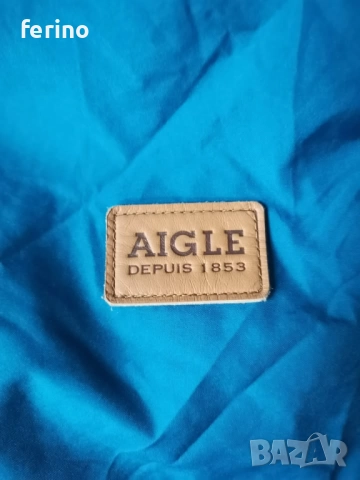 ferino
AIGLE
DEPUIS 1853
BAZAR